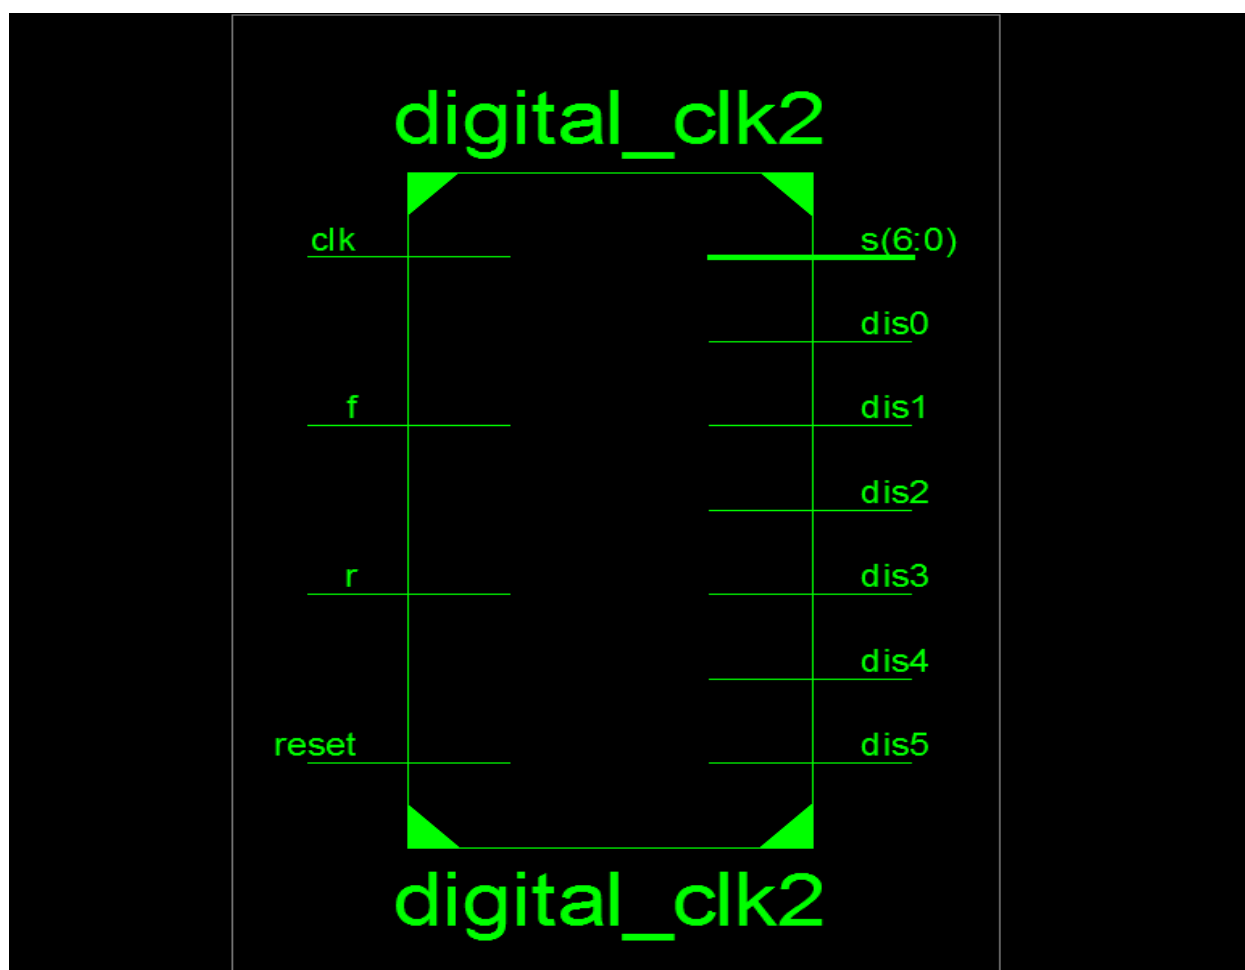 digital_clk2
clk
s(6:0)
dis0
f
dis1
dis2
r
dis3
dis4
reset
dis5
digital_clk2